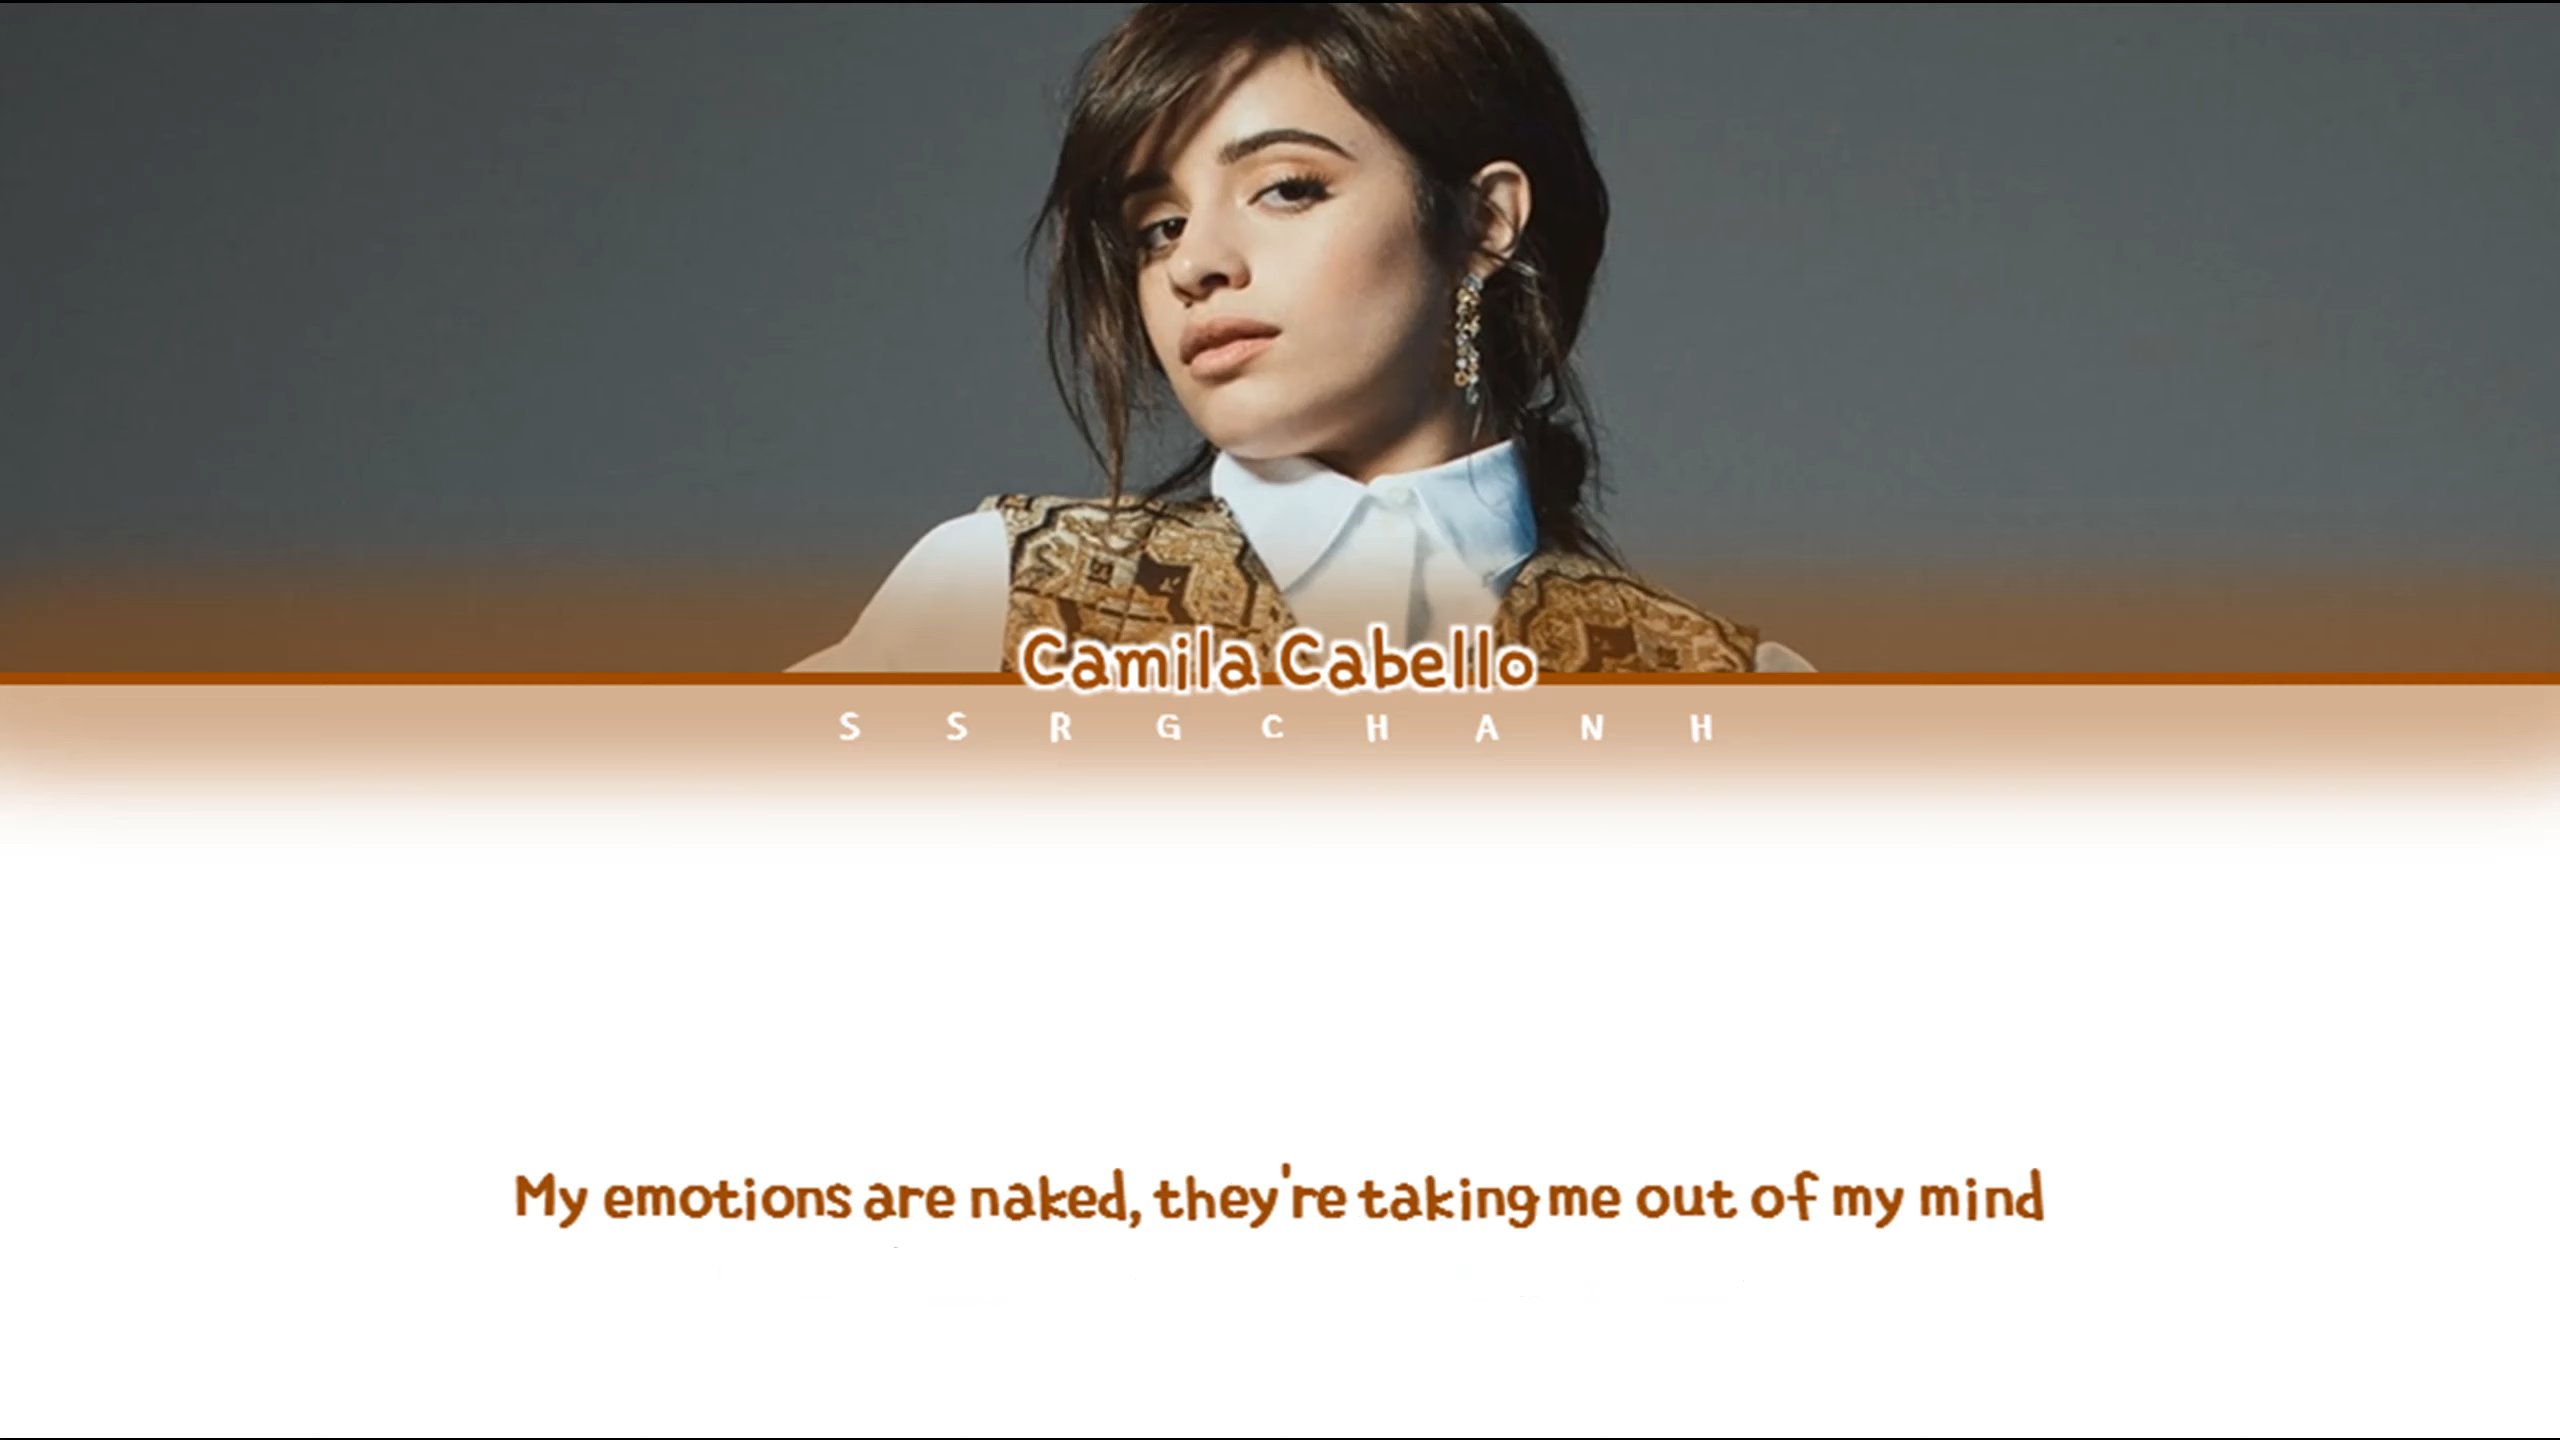 Camila Cabello
S S R G C H A N H
My emotions are naked, they're taking me out of my mind